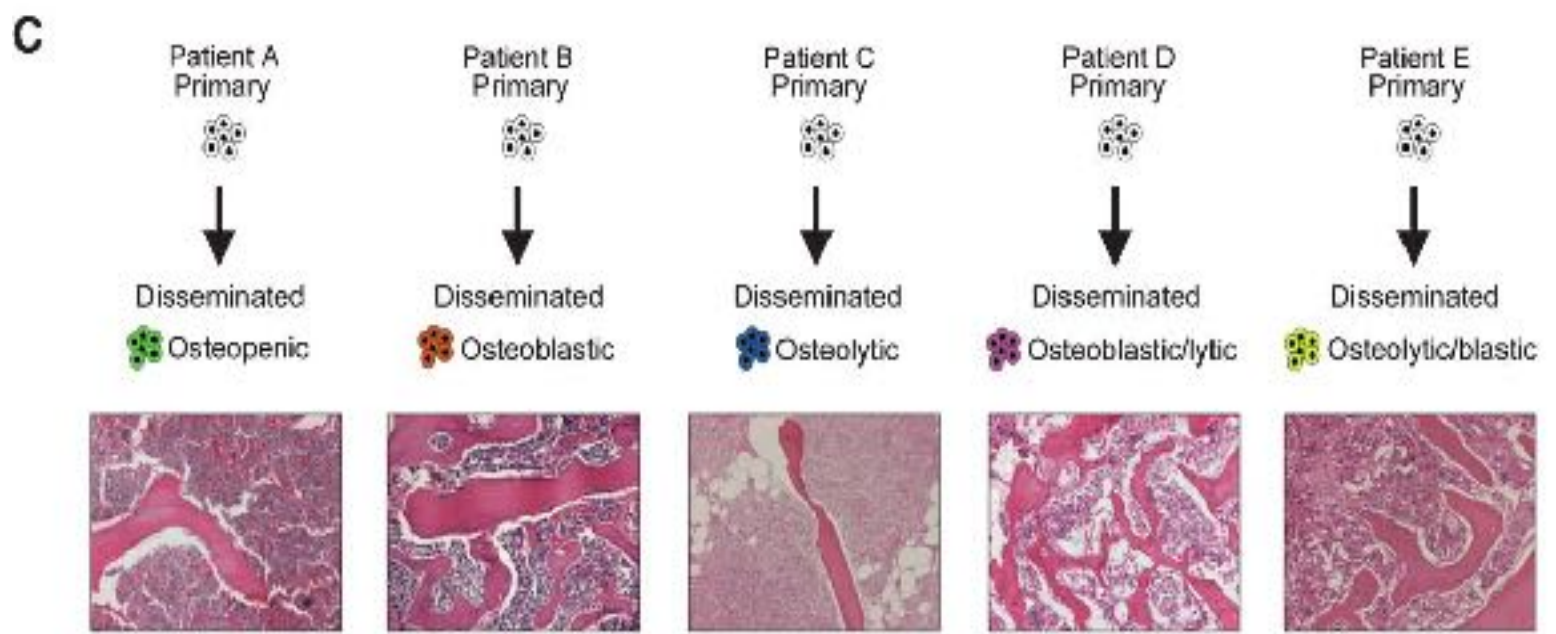 C
Patient A
Primary
Patient B
Primary
Patient C
Primary
Patient D
Primary
Patient E
Primary
Disseminated
Osteopenic
Disseminated
Osteoblastic
Disseminated
Osteolytic
Disseminated
Osteoblastic/lytic
Disseminated
Osteolytic/blastic